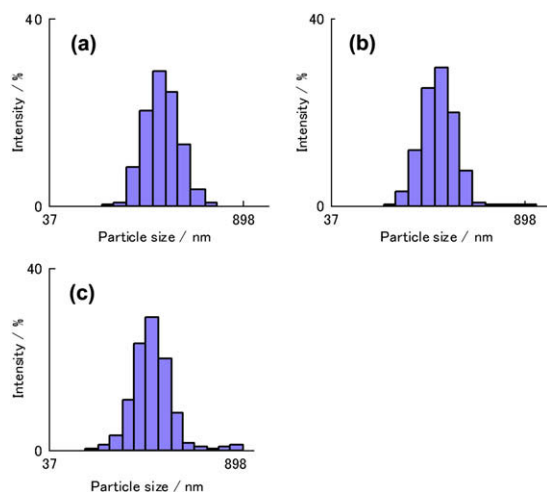 40
(a)
Intensity / %
0
37
898
Particle size / nm
40
(b)
Intensity / %
0
37
898
Particle size / nm
40
(c)
Intensity / %
0
37
898
Particle size / nm